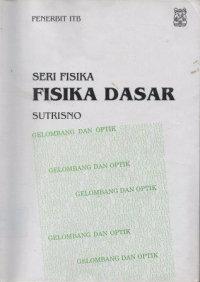 PENERBIT ITB
SERI FISIKA
FISIKA DASAR
SUTRISNO
GELOMBANG DAN OPTIK
GELOMBANG DAN OPTIK
GELOMBANG DAN OPTIK
GELOMBANG DAN OPTIK
GELOMBANG DAN OPTIK